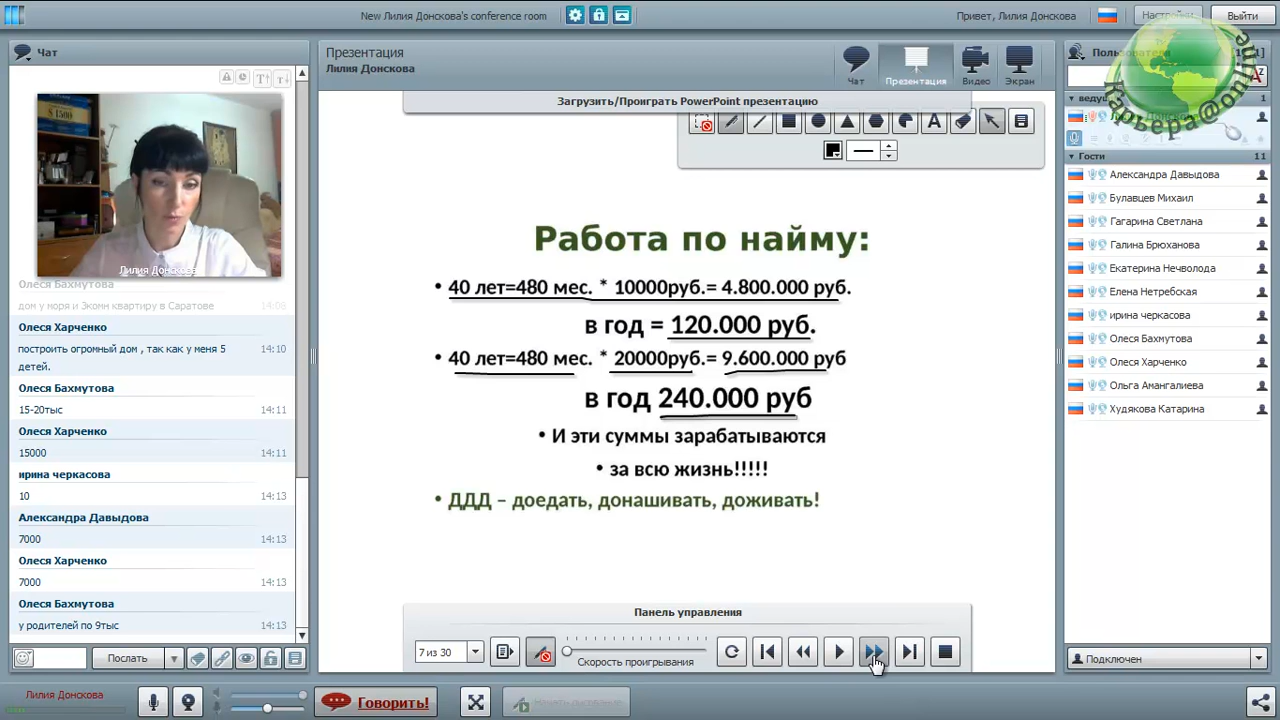 New Лилия Донскова's conference room
Привет, Лилия Донскова
Настройки
Выйти
Чат
Лилия Донскова
Олеся Бахмутова
дом у моря и 3комн квартиру в Саратове
14:08
Олеся Харченко
построить огромный дом , так как у меня 5
детей.
14:10
Олеся Бахмутова
15-20тыс
14:11
Олеся Харченко
15000
14:11
ирина черкасова
10
14:13
Александра Давыдова
7000
14:13
Олеся Харченко
7000
14:13
Олеся Бахмутова
у родителей по 9тыс
14:13
Послать
Презентация
Лилия Донскова
Чат
Презентация
Видео
Экран
Загрузить/Проиграть PowerPoint презентацию
Работа по найму:
• 40 лет=480 мес. * 10000руб.= 4.800.000 руб.
в год = 120.000 руб.
• 40 лет=480 мес. * 20000руб.= 9.600.000 руб
в год 240.000 руб
• И эти суммы зарабатываются
• за всю жизнь!!!!!
• ДДД – доедать, донашивать, доживать!
Панель управления
7 из 30
Скорость проигрывания
Карьера@online
1
Гости
11
Александра Давыдова
Булавцев Михаил
Гагарина Светлана
Галина Брюханова
Екатерина Нечволода
Елена Нетребская
ирина черкасова
Олеся Бахмутова
Олеся Харченко
Ольга Амангалиева
Худякова Катарина
Подключен
Лилия Донскова
Говорить!